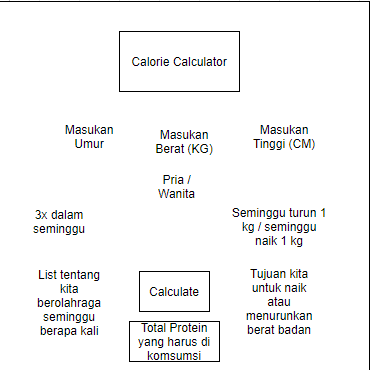 Calorie Calculator
Masukan
Umur
Masukan
Berat (KG)
Masukan
Tinggi (CM)
Pria /
Wanita
3x dalam
seminggu
Seminggu turun 1
kg / seminggu
naik 1 kg
List tentang
kita
berolahraga
seminggu
berapa kali
Calculate
Tujuan kita
untuk naik
atau
menurunkan
berat badan
Total Protein
yang harus di
komsumsi